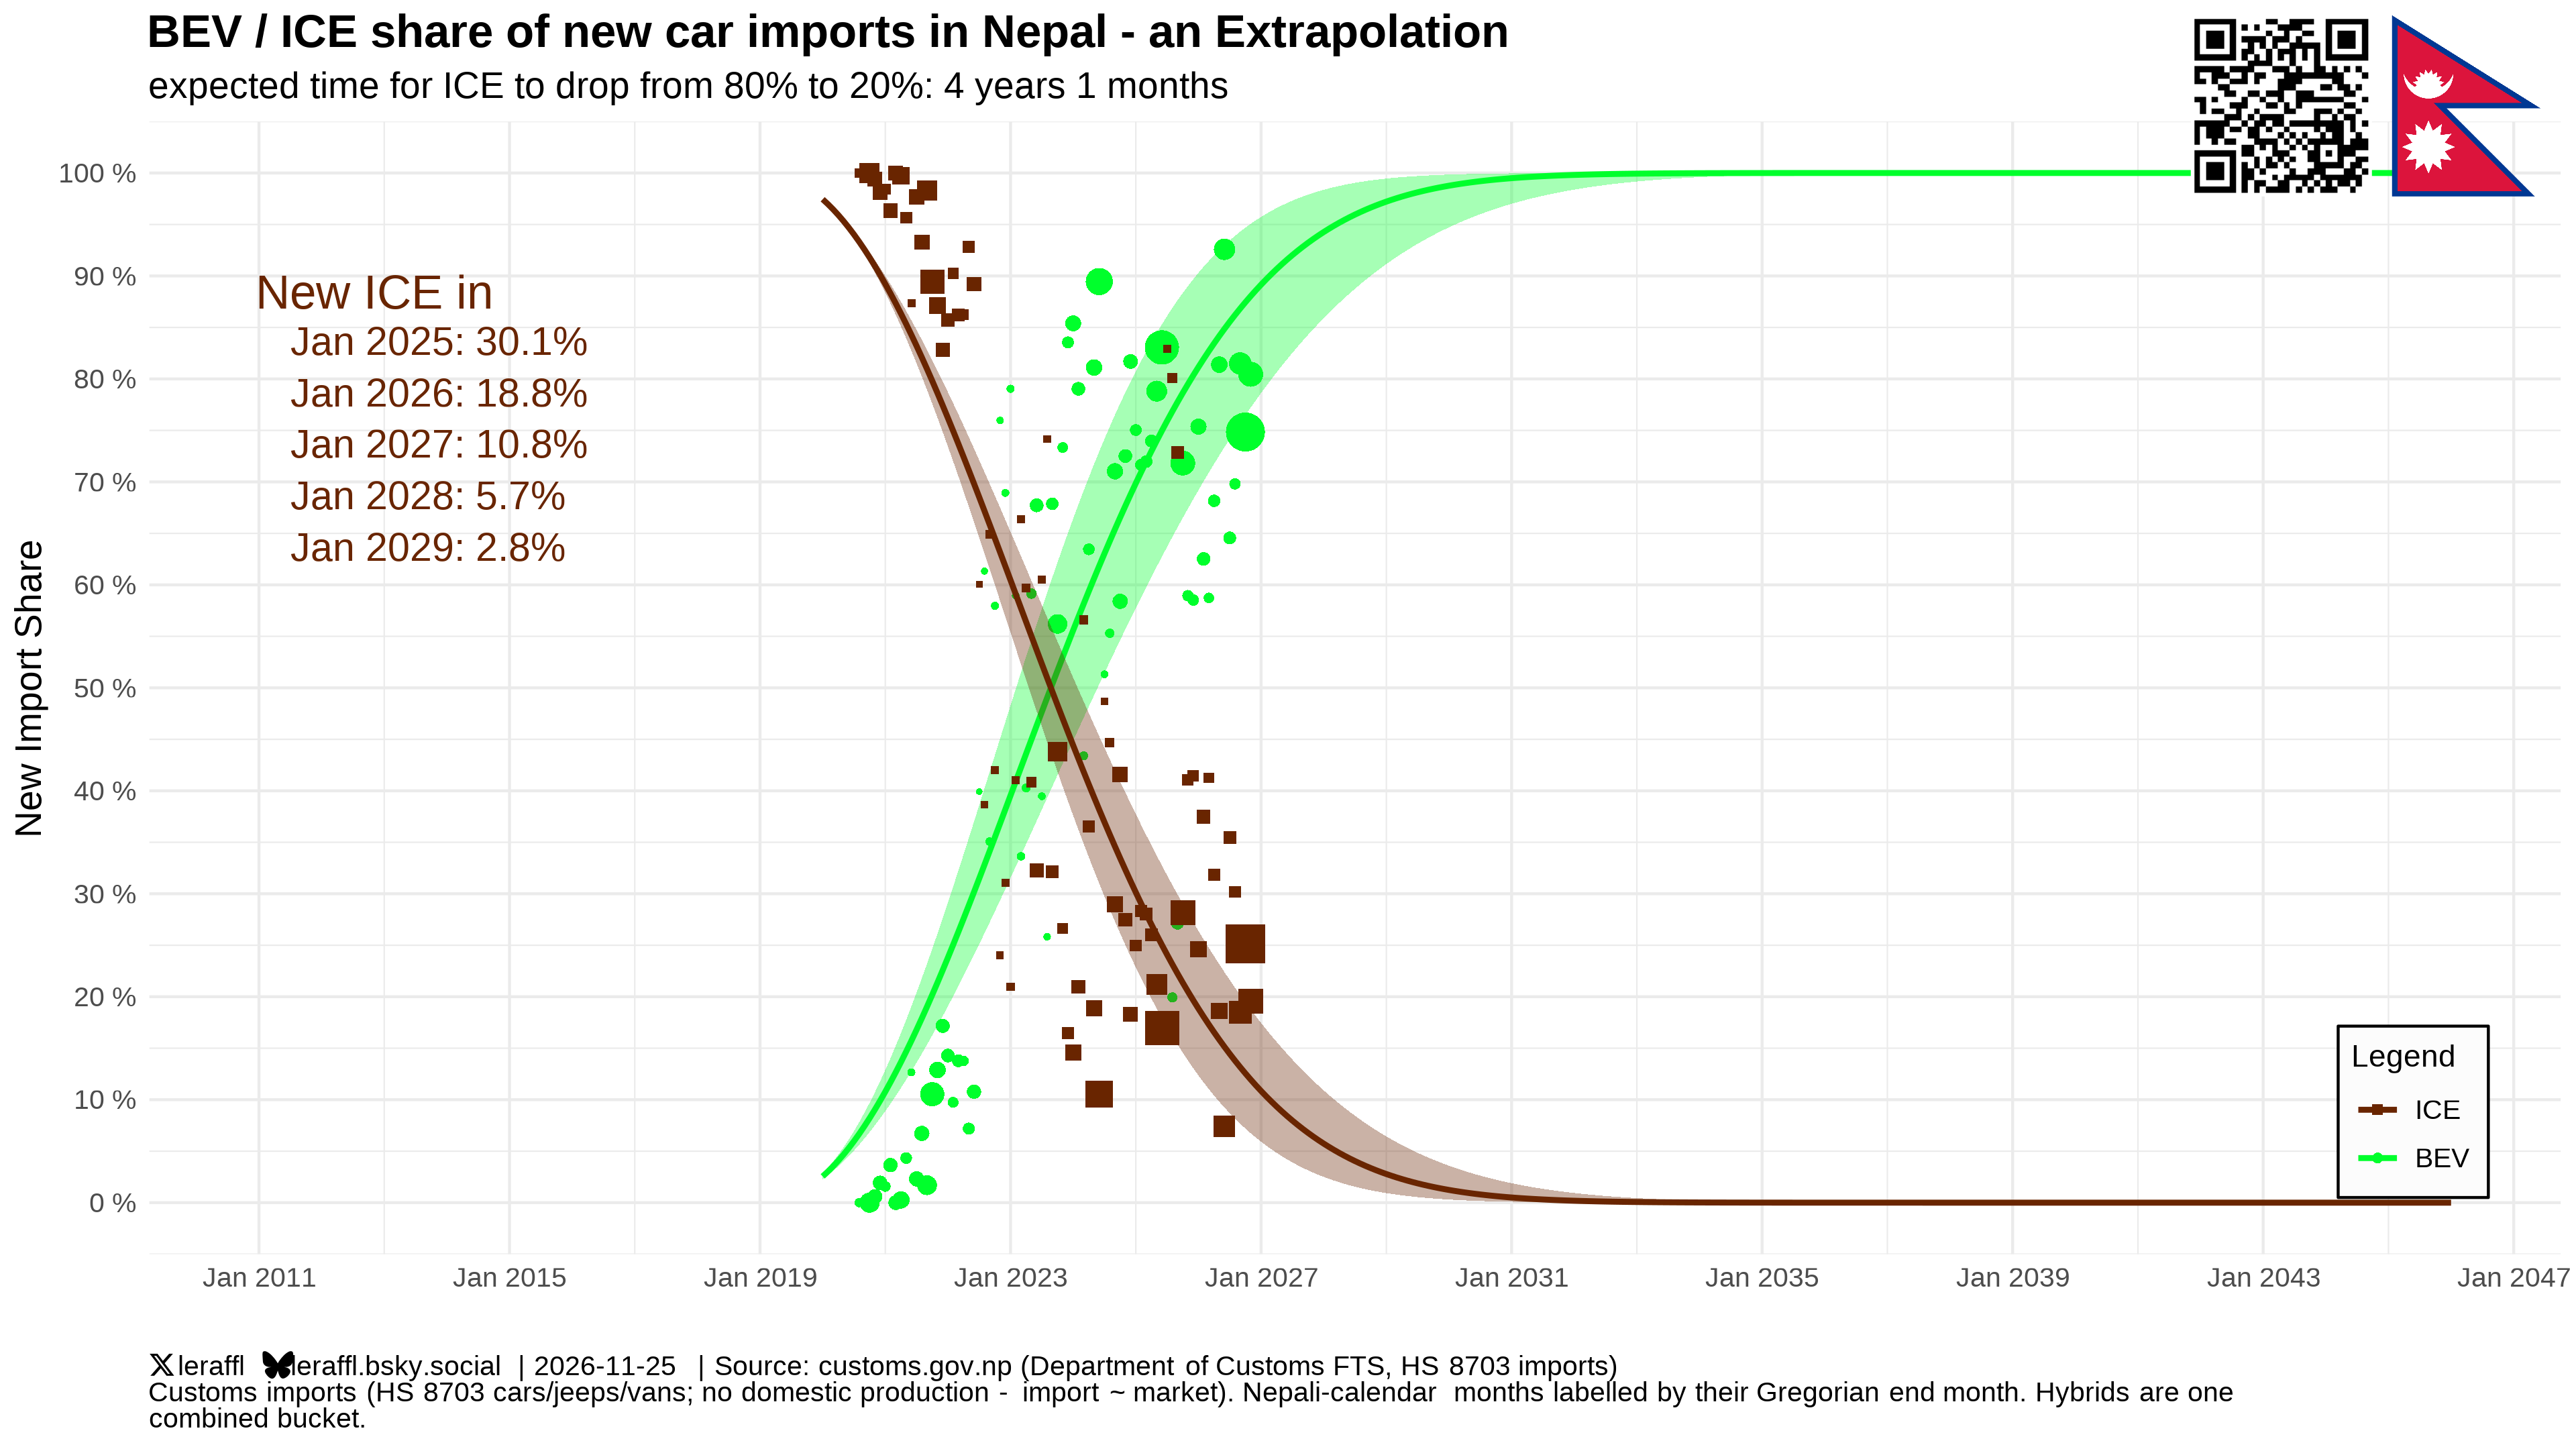 BEV / ICE share of new car imports in Nepal - an Extrapolation
expected time for ICE to drop from 80% to 20%: 4 years 1 months
New Import Share
100 %
90 %
80 %
70 %
60 %
50 %
40 %
30 %
20 %
10 %
0 %
New ICE in
Jan 2025: 30.1%
Jan 2026: 18.8%
Jan 2027: 10.8%
Jan 2028: 5.7%
Jan 2029: 2.8%
Legend
ICE
BEV
Jan 2011 Jan 2015 Jan 2019 Jan 2023 Jan 2027 Jan 2031 Jan 2035 Jan 2039 Jan 2043 Jan 2047
leraffl leraffl.bsky.social | 2026-11-25 | Source: customs.gov.np (Department of Customs FTS, HS 8703 imports)
Customs imports (HS 8703 cars/jeeps/vans; no domestic production - import ~ market). Nepali-calendar months labelled by their Gregorian end month. Hybrids are one
combined bucket.